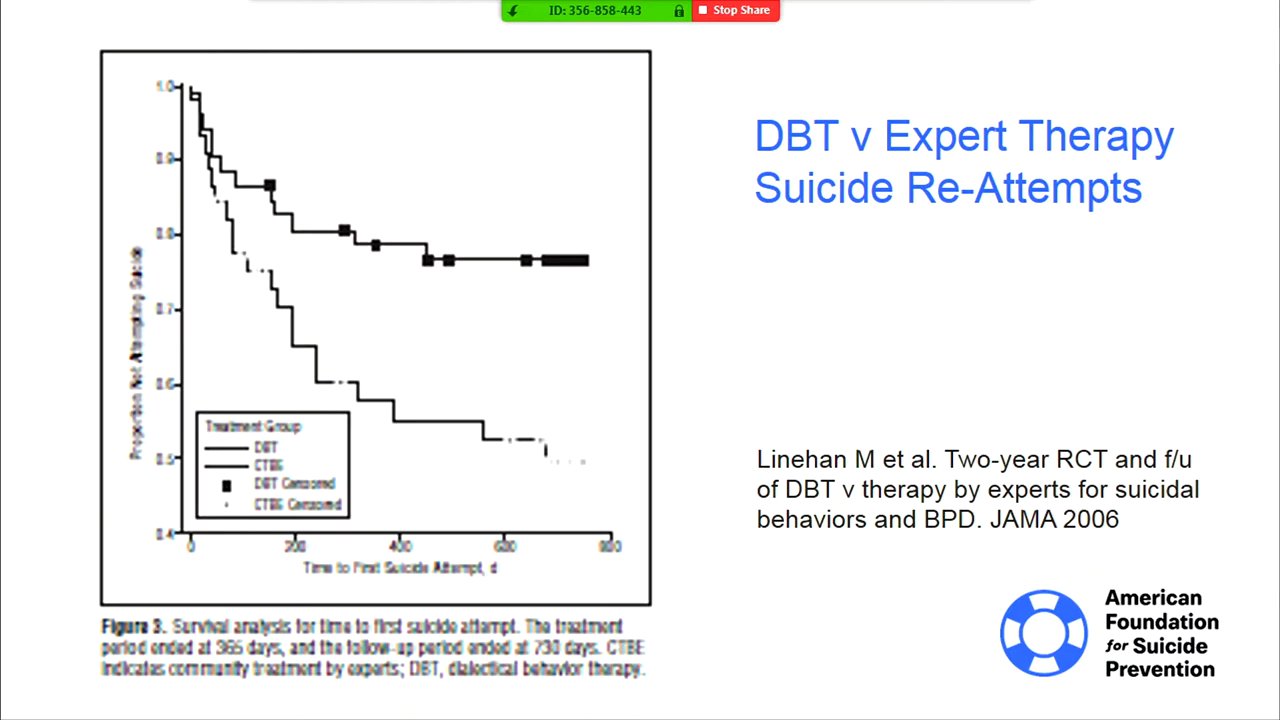 ID: 356-858-443
Stop Share
1.0
0.9
0.8
0.7
0.6
0.5
0.4
Proportion Not Attempting Suicide
Treatment Group
DBT
CTBE
DBT Censored
CTBE Censored
0
200
400
600
800
Time to First Suicide Attempt, d
Figure 3. Survival analysis for time to first suicide attempt. The treatment
period ended at 365 days, and the follow-up period ended at 730 days. CTBE
indicates community treatment by experts; DBT, dialectical behavior therapy.
DBT v Expert Therapy
Suicide Re-Attempts
Linehan M et al. Two-year RCT and f/u
of DBT v therapy by experts for suicidal
behaviors and BPD. JAMA 2006
American
Foundation
for Suicide
Prevention